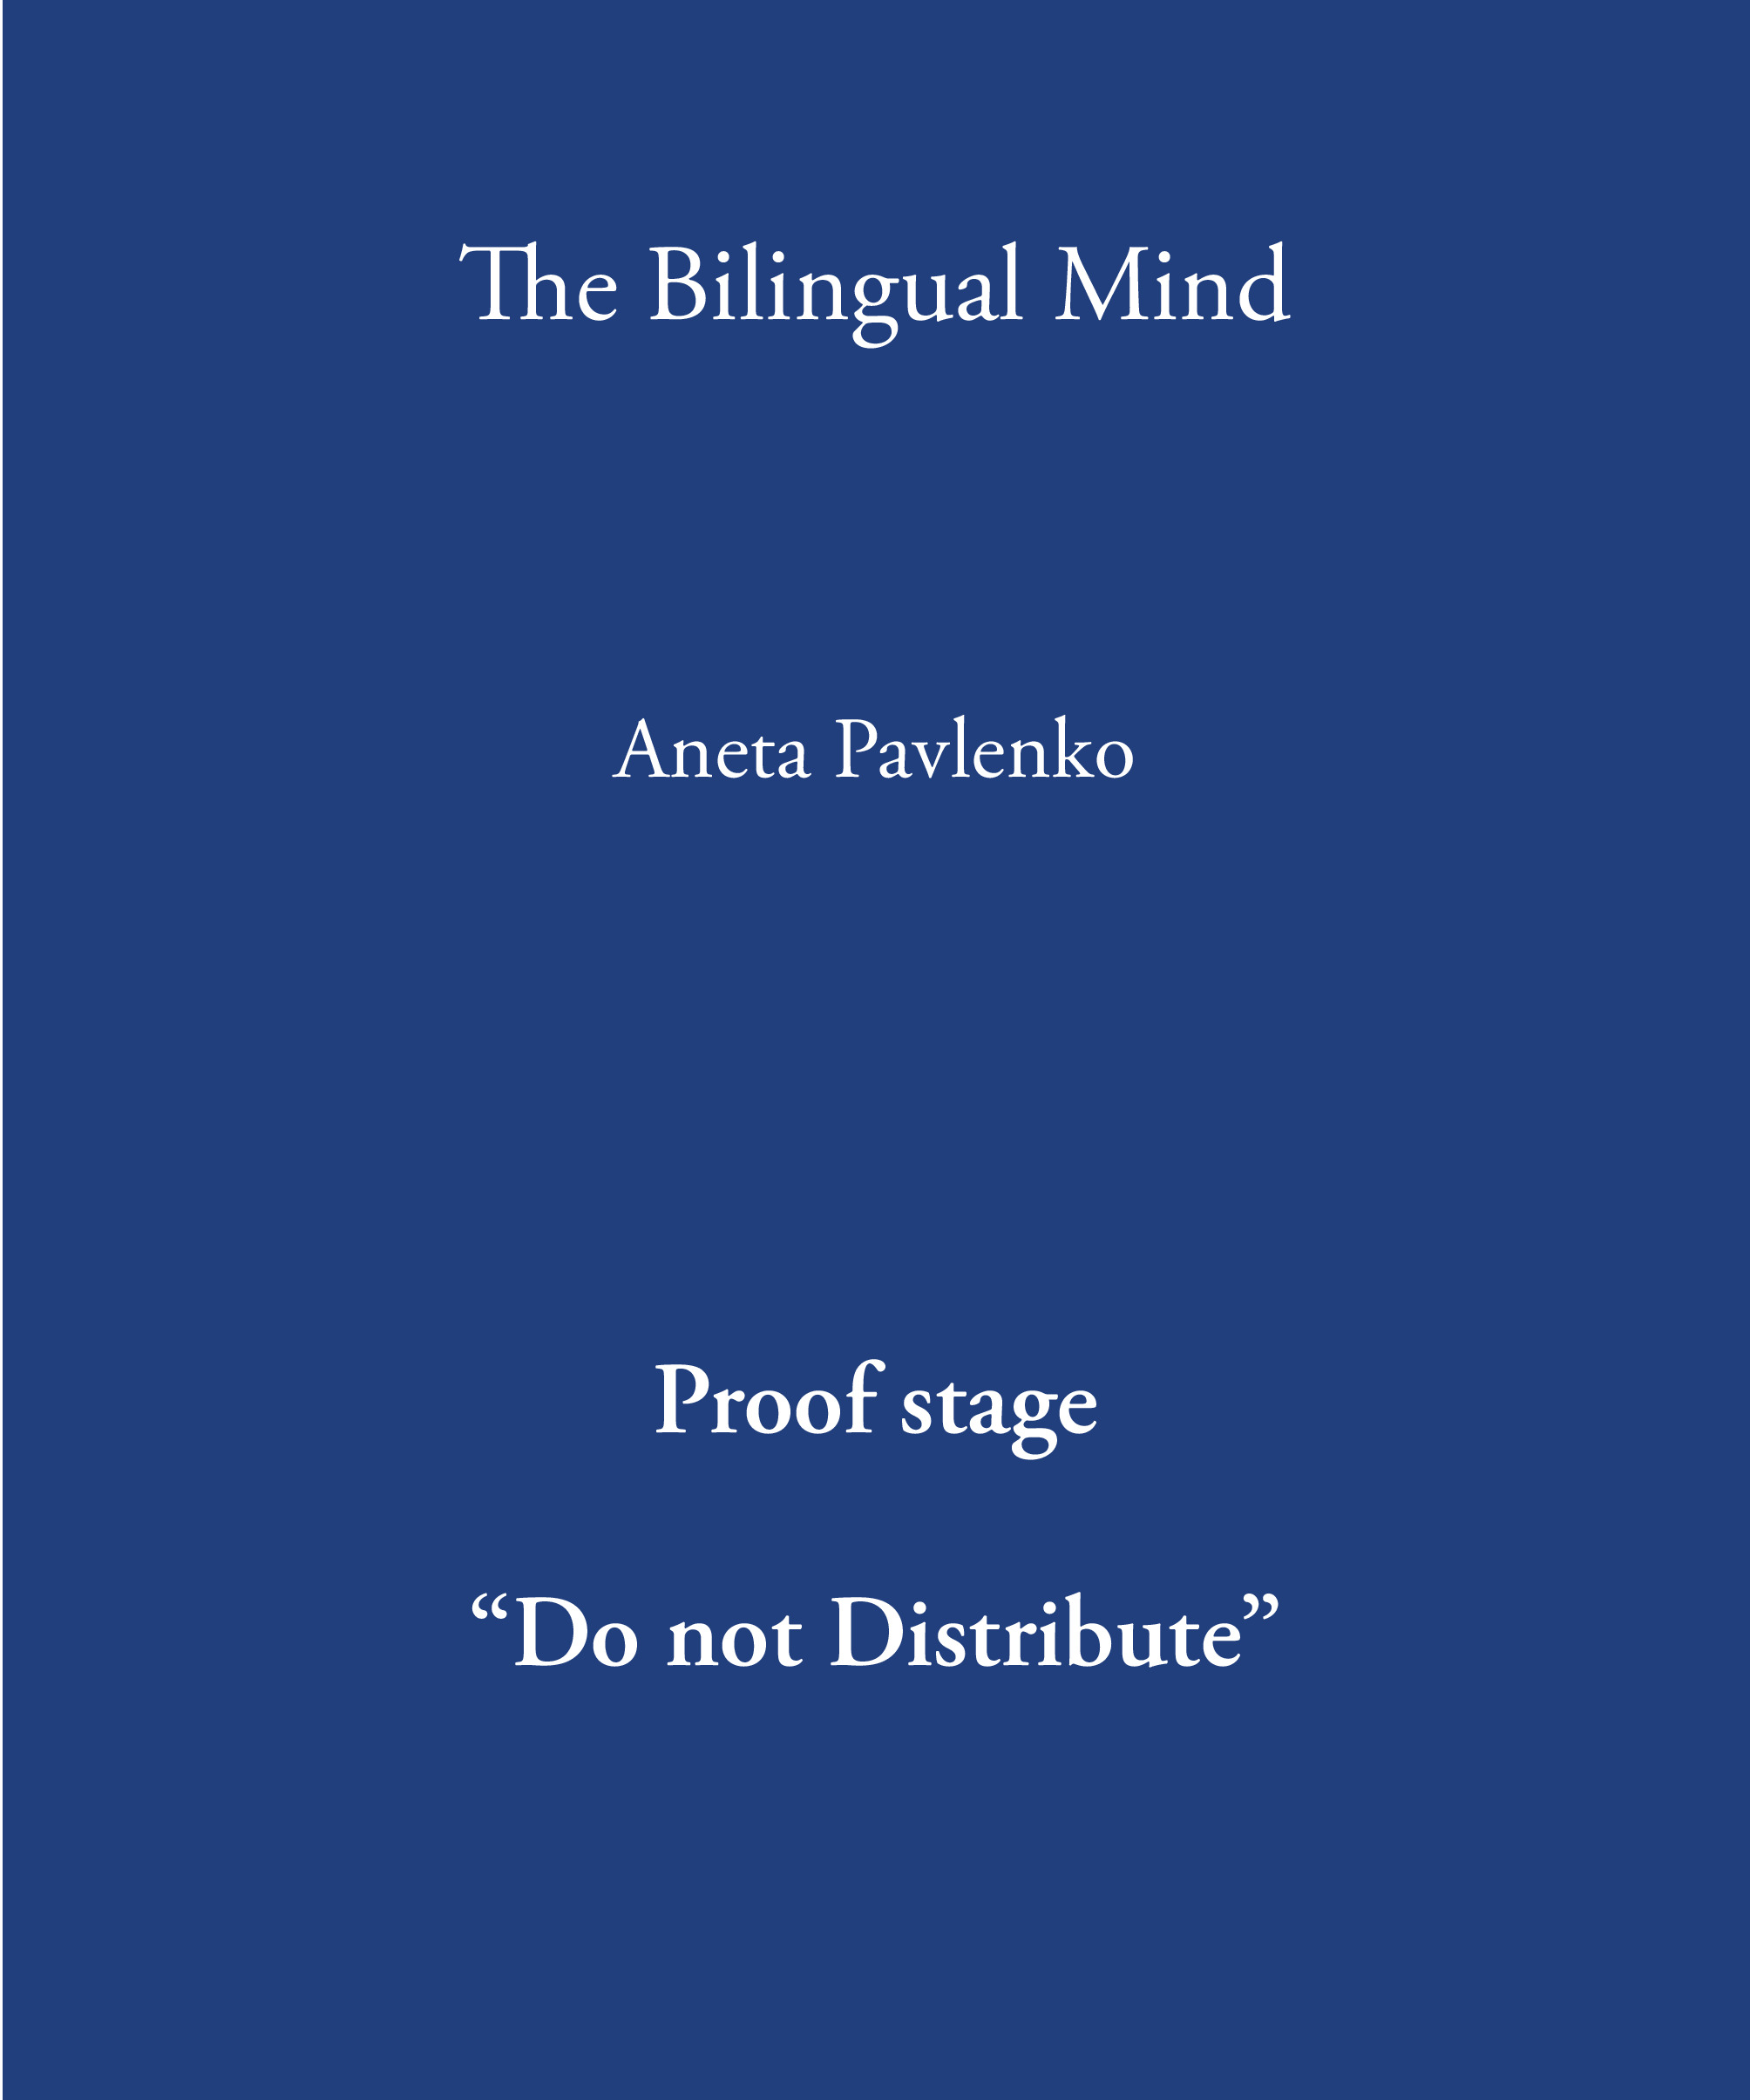 The Bilingual Mind
Aneta Pavlenko
Proof stage
“Do not Distribute”